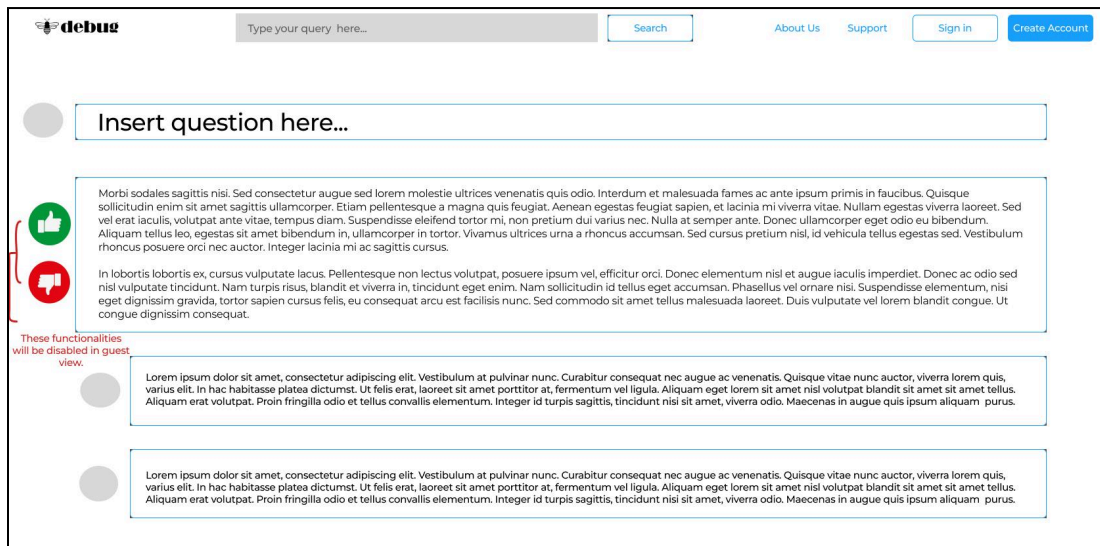 debug
Type your query here...
Search
About Us
Support
Sign in
Create Account
Insert question here...
Morbi sodales sagittis nisi. Sed consectetur augue sed lorem molestie ultrices venenatis quis odio. Interdum et malesuada fames ac ante ipsum primis in faucibus. Quisque
sollicitudin enim sit amet sagittis ullamcorper. Etiam pellentesque a magna quis feugiat. Aenean egestas feugiat sapien, et lacinia mi viverra vitae. Nullam egestas viverra laoreet. Sed
vel erat iaculis, volutpat ante vitae, tempus diam. Suspendisse eleifend tortor mi, non pretium dui varius nec. Nulla at semper ante. Donec ullamcorper eget odio eu bibendum.
Aliquam tellus leo, egestas sit amet bibendum in, ullamcorper in tortor. Vivamus ultrices urna a rhoncus accumsan. Sed cursus pretium nisl, id vehicula tellus egestas sed. Vestibulum
rhoncus posuere orci nec auctor. Integer lacinia mi ac sagittis cursus.
In lobortis lobortis ex, cursus vulputate lacus. Pellentesque non lectus volutpat, posuere ipsum vel, efficitur orci. Donec elementum nisl et augue iaculis imperdiet. Donec ac odio sed
nisl vulputate tincidunt. Nam turpis risus, blandit et viverra in, tincidunt eget enim. Nam sollicitudin id tellus eget accumsan. Phasellus vel ornare nisi. Suspendisse elementum, nisi
eget dignissim gravida, tortor sapien cursus felis, eu consequat arcu est facilisis nunc. Sed commodo sit amet tellus malesuada laoreet. Duis vulputate vel lorem blandit congue. Ut
congue dignissim consequat.
These functionalities
will be disabled in guest
view.
Lorem ipsum dolor sit amet, consectetur adipiscing elit. Vestibulum at pulvinar nunc. Curabitur consequat nec augue ac venenatis. Quisque vitae nunc auctor, viverra lorem quis,
varius elit. In hac habitasse platea dictumst. Ut felis erat, laoreet sit amet porttitor at, fermentum vel ligula. Aliquam eget lorem sit amet nisl volutpat blandit sit amet sit amet tellus.
Aliquam erat volutpat. Proin fringilla odio et tellus convallis elementum. Integer id turpis sagittis, tincidunt nisi sit amet, viverra odio. Maecenas in augue quis ipsum aliquam purus.
Lorem ipsum dolor sit amet, consectetur adipiscing elit. Vestibulum at pulvinar nunc. Curabitur consequat nec augue ac venenatis. Quisque vitae nunc auctor, viverra lorem quis,
varius elit. In hac habitasse platea dictumst. Ut felis erat, laoreet sit amet porttitor at, fermentum vel ligula. Aliquam eget lorem sit amet nisl volutpat blandit sit amet sit amet tellus.
Aliquam erat volutpat. Proin fringilla odio et tellus convallis elementum. Integer id turpis sagittis, tincidunt nisi sit amet, viverra odio. Maecenas in augue quis ipsum aliquam purus.